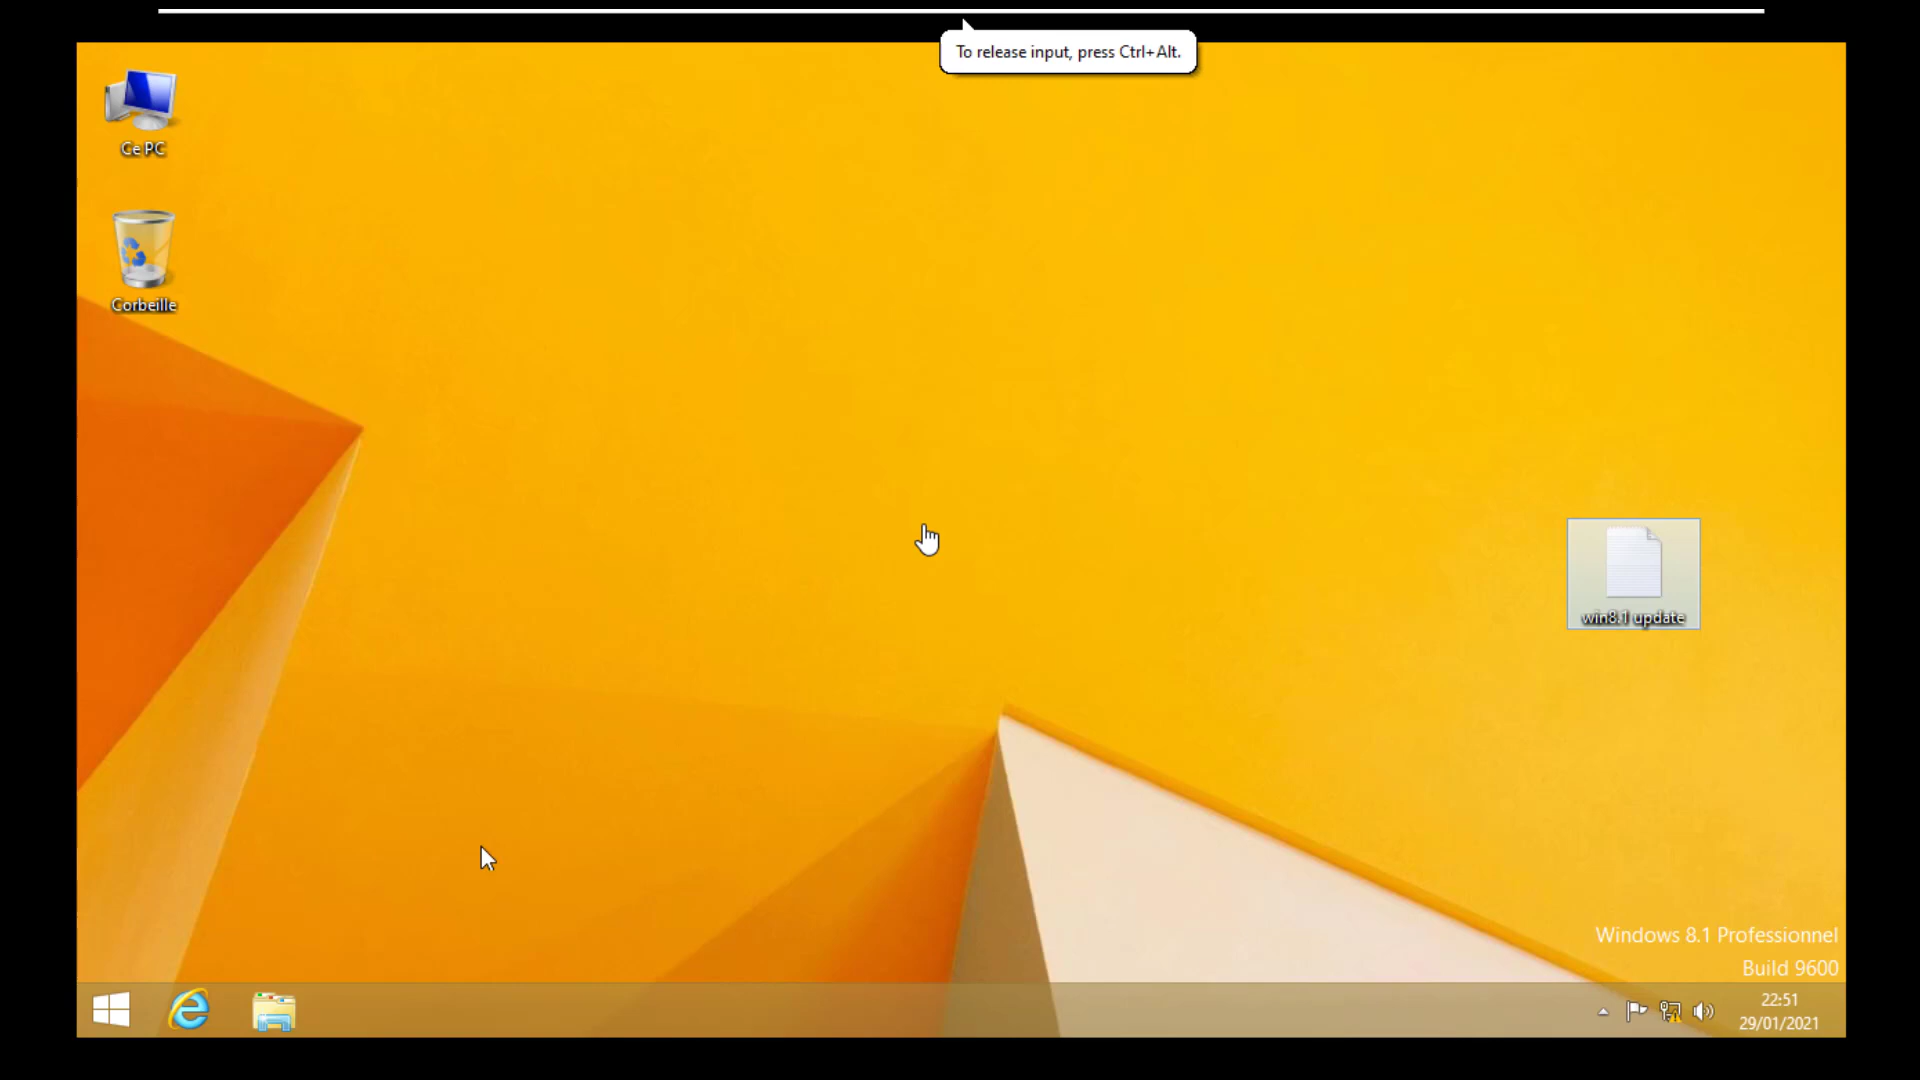 To release input, press Ctrl+Alt.
Ce PC
Corbeille
win8.1 update
Windows 8.1 Professionnel
Build 9600
22:51
29/01/2021